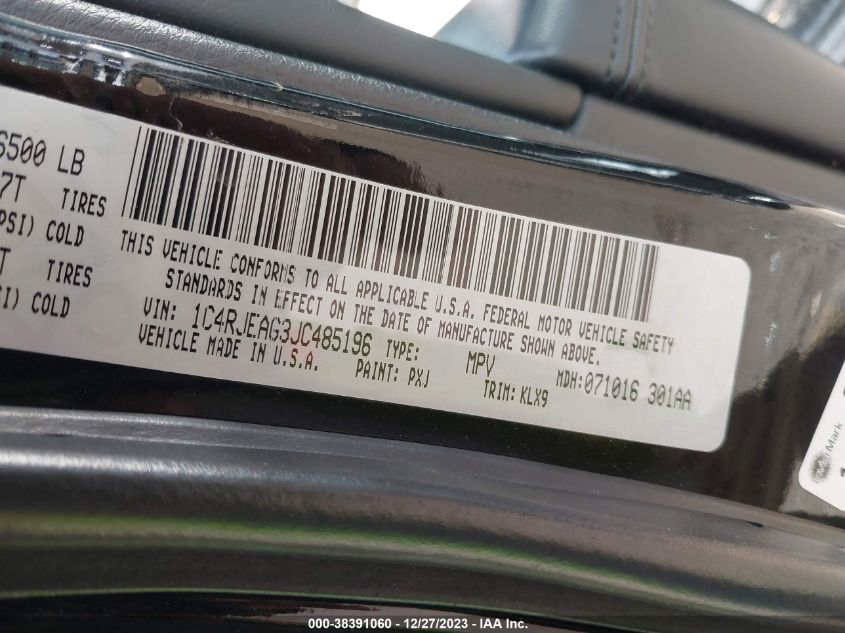 6500 LB
7T TIRES
PSI) COLD
T TIRES
SI) COLD
THIS VEHICLE CONFORMS TO ALL APPLICABLE U.S.A. FEDERAL MOTOR VEHICLE SAFETY
STANDARDS IN EFFECT ON THE DATE OF MANUFACTURE SHOWN ABOVE.
VIN: 1C4RJEAG3JC485196 TYPE: MPV MDH:071016 301AA
VEHICLE MADE IN U.S.A. PAINT: PXJ TRIM: KLX9
Mark
000-38391060 — 12/27/2023 — IAA Inc.